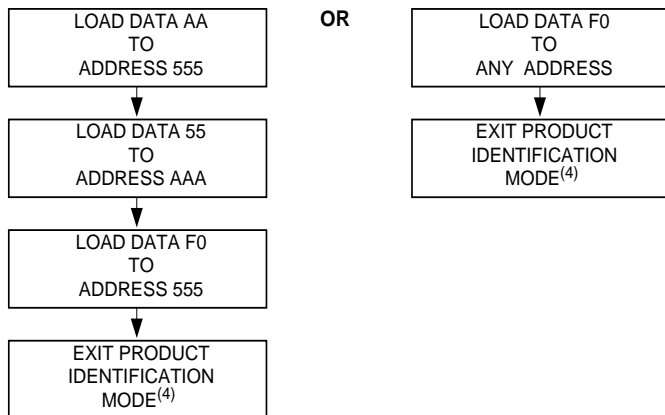 LOAD DATA AA
TO
ADDRESS 555
LOAD DATA 55
TO
ADDRESS AAA
LOAD DATA F0
TO
ADDRESS 555
EXIT PRODUCT
IDENTIFICATION
MODE(4)
OR
LOAD DATA F0
TO
ANY ADDRESS
EXIT PRODUCT
IDENTIFICATION
MODE(4)